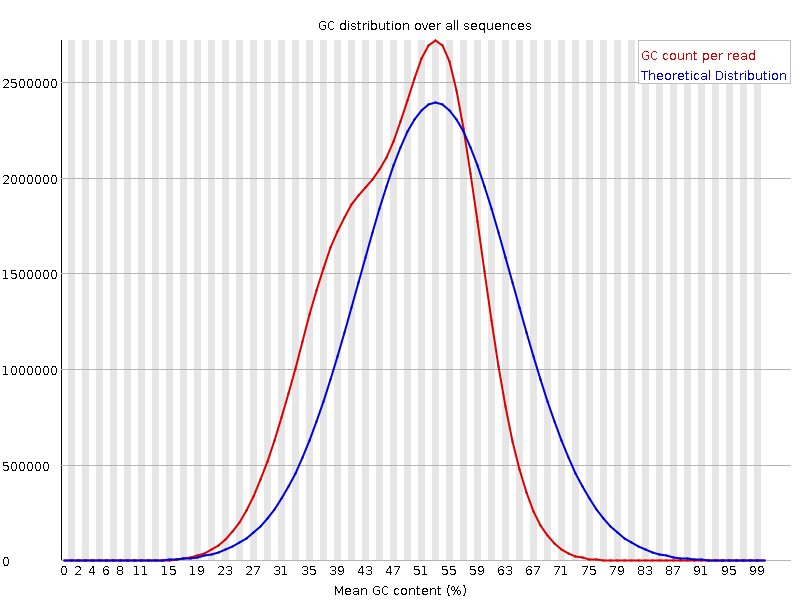 GC distribution over all sequences
GC count per read
Theoretical Distribution
2500000
2000000
1500000
1000000
500000
0
0 2 4 6 8 11 15 19 23 27 31 35 39 43 47 51 55 59 63 67 71 75 79 83 87 91 95 99
Mean GC content (%)